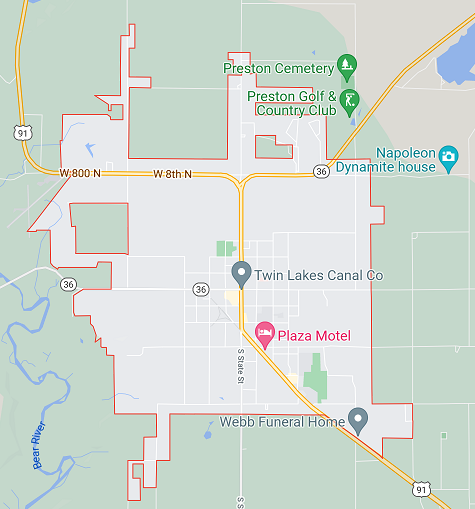 Preston Cemetery
Preston Golf &
Country Club
91
W 800 N
W 8th N
36
Napoleon
Dynamite house
36
36
Twin Lakes Canal Co
Plaza Motel
S State St
Webb Funeral Home
Bear River
91